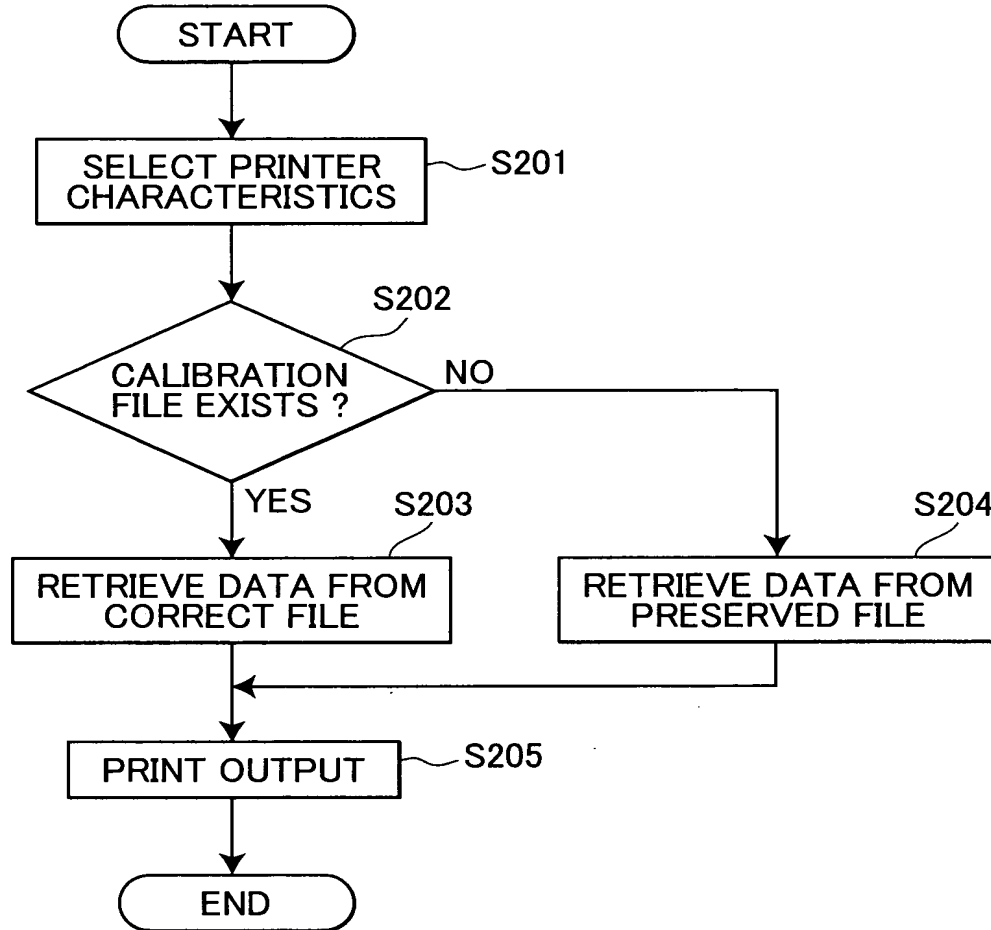 START
SELECT PRINTER
CHARACTERISTICS
S201
S202
CALIBRATION
FILE EXISTS ?
NO
YES
S203
RETRIEVE DATA FROM
CORRECT FILE
S204
RETRIEVE DATA FROM
PRESERVED FILE
PRINT OUTPUT
S205
END